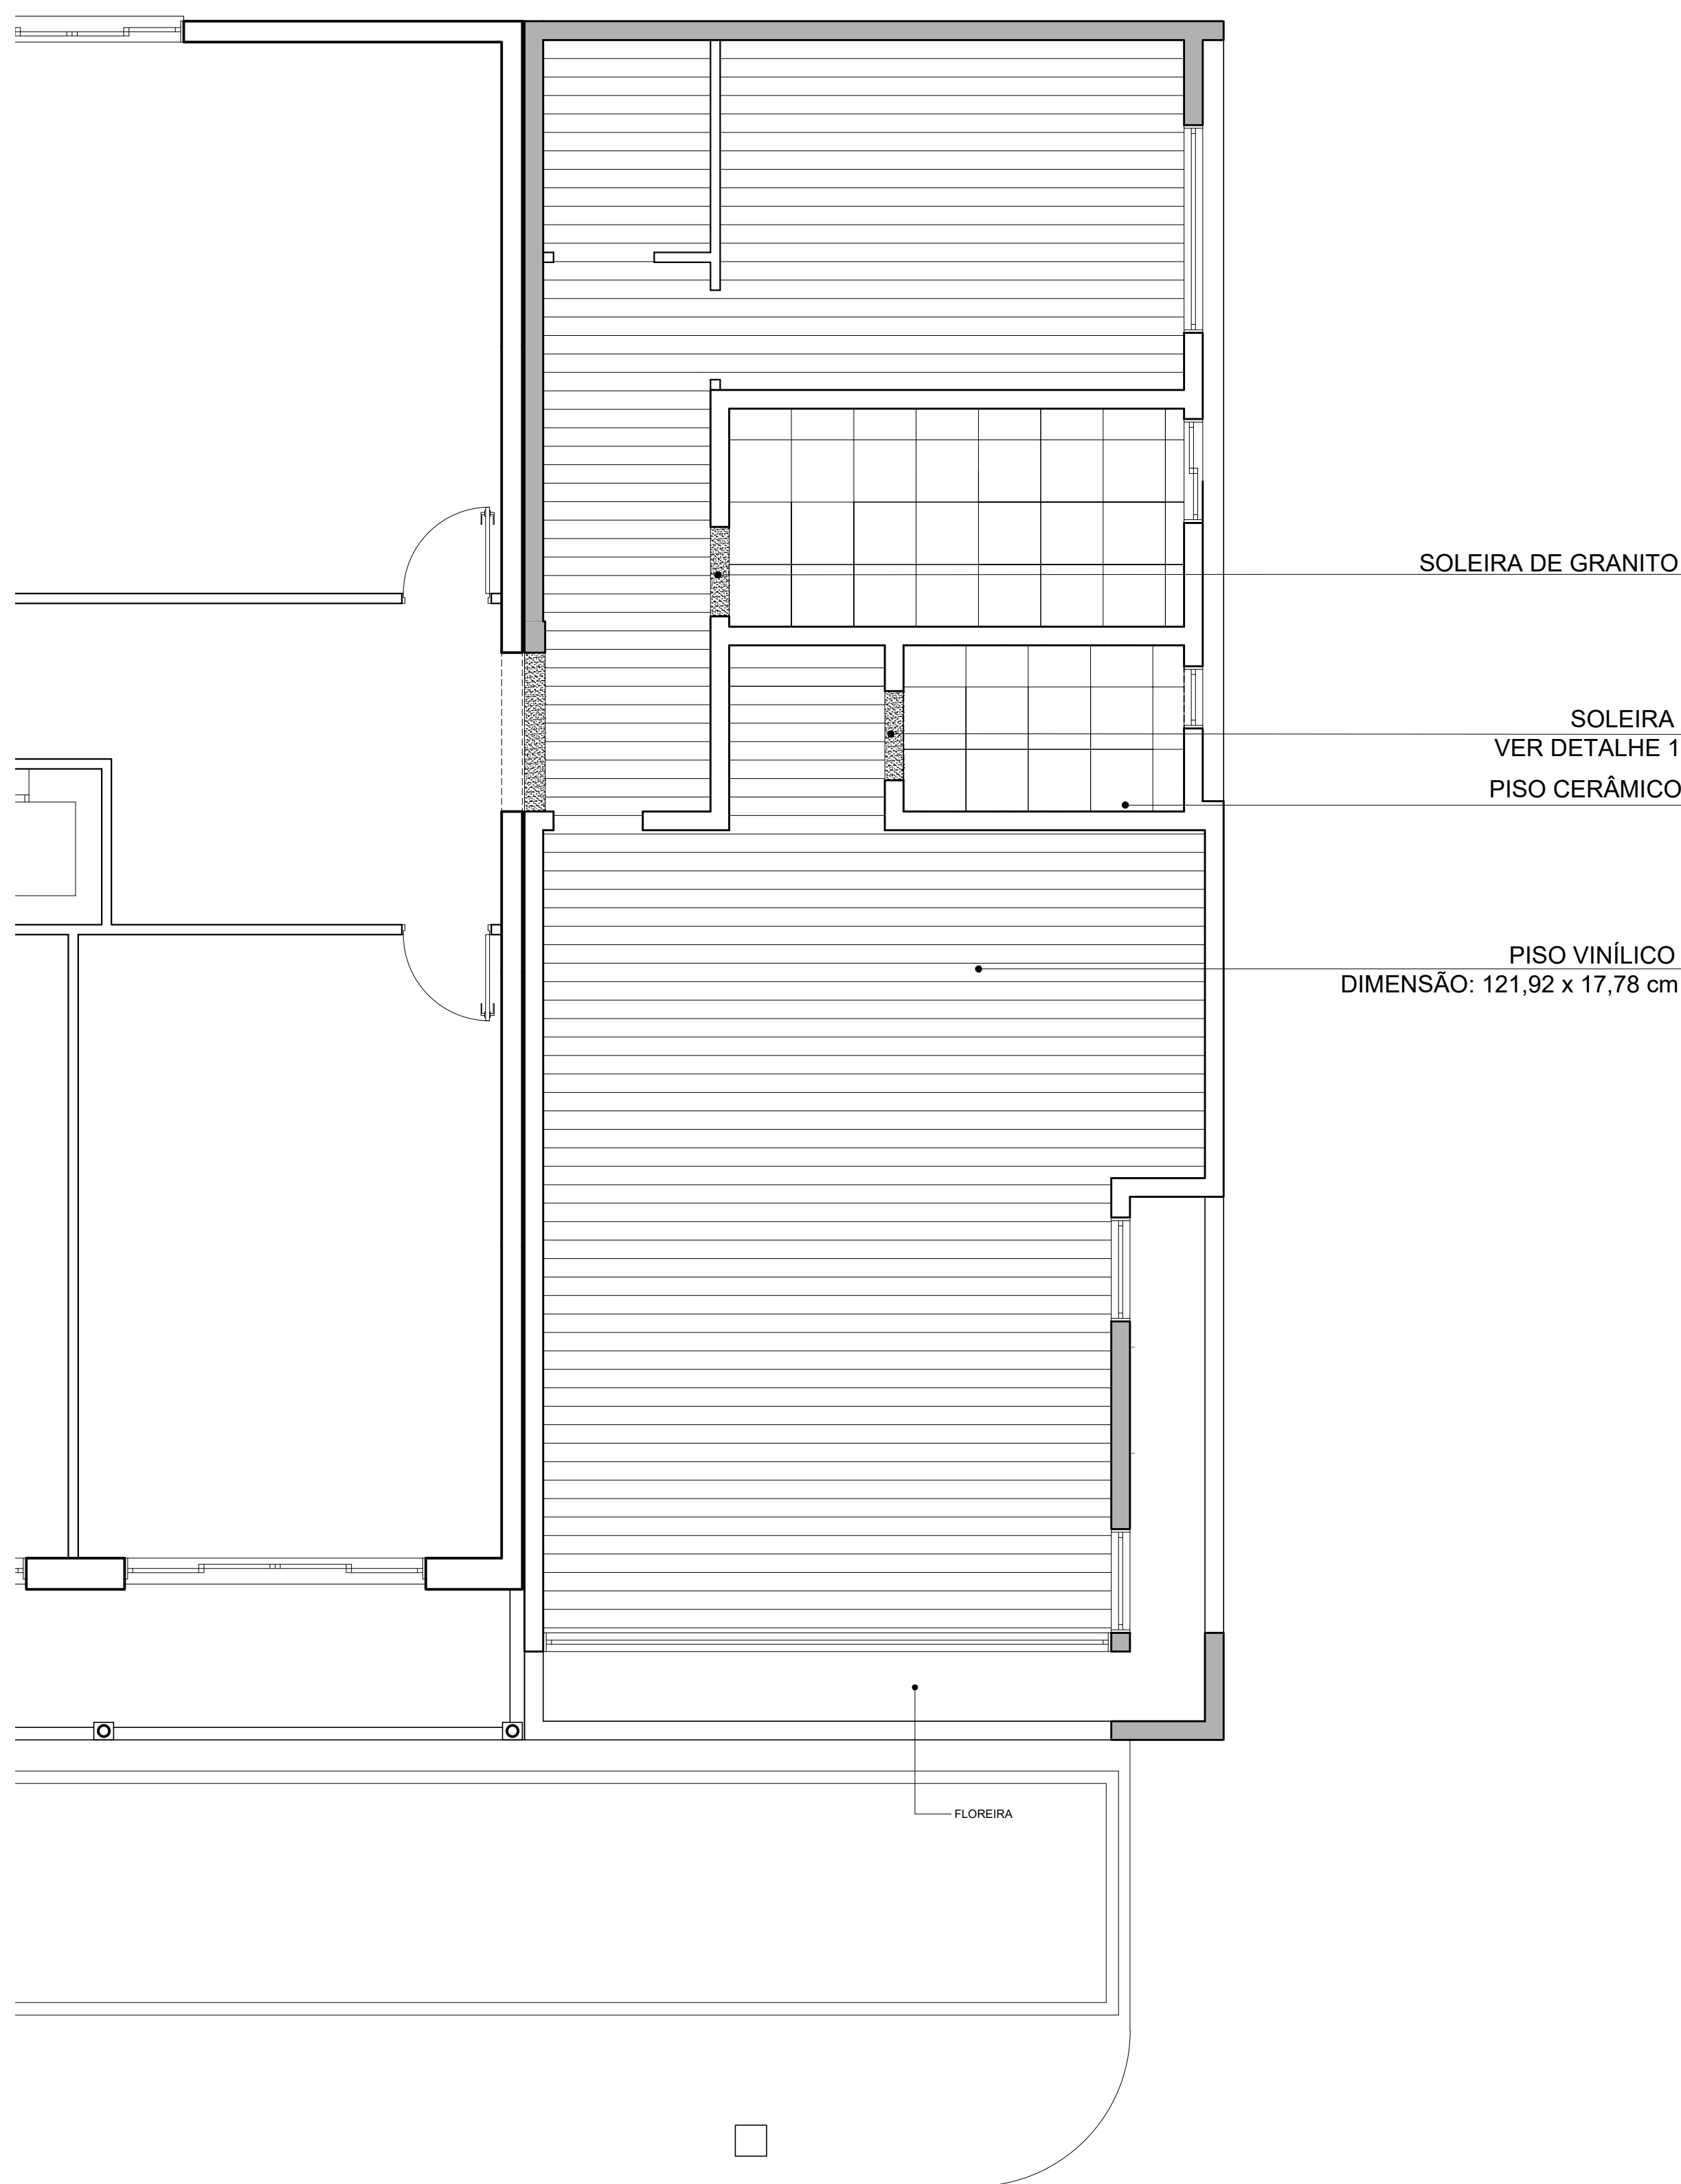 SOLEIRA DE GRANITO
SOLEIRA
VER DETALHE 1
PISO CERÂMICO
PISO VINÍLICO
DIMENSÃO: 121,92 x 17,78 cm
FLOREIRA